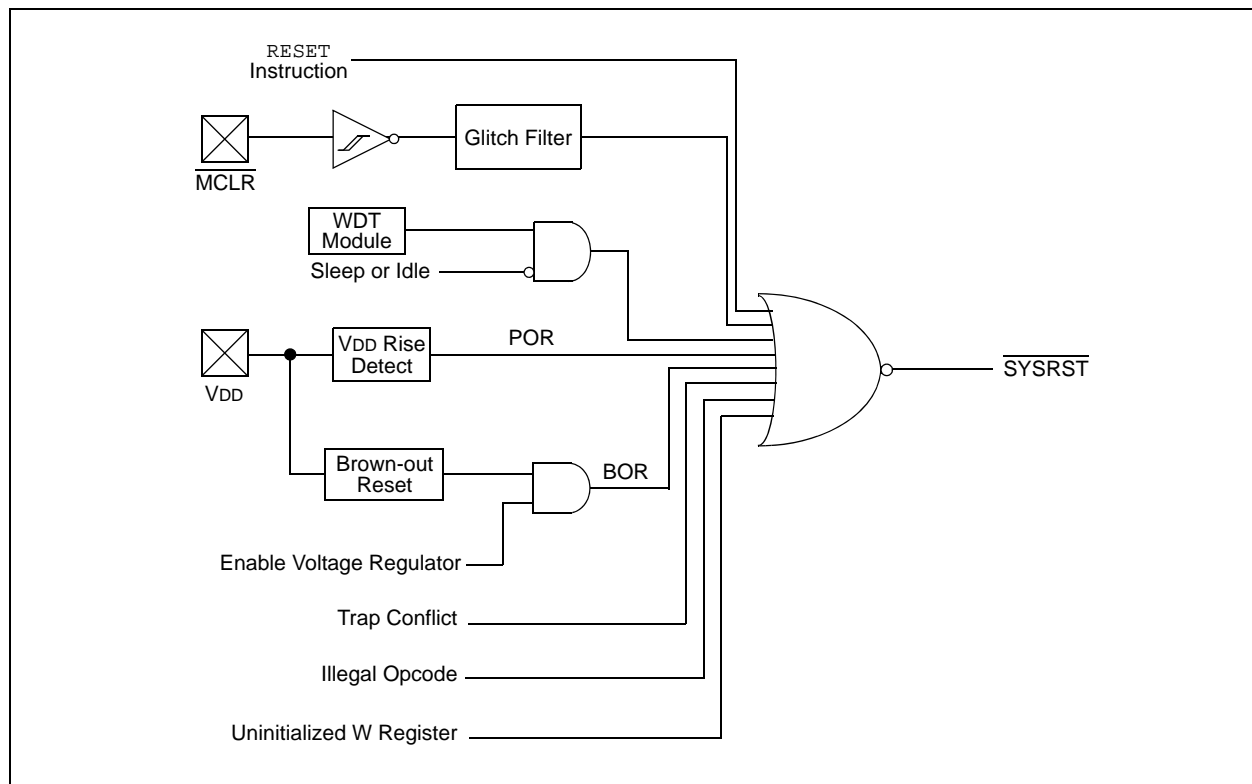 RESET
Instruction
MCLR
Glitch Filter
WDT
Module
Sleep or Idle
VDD
VDD Rise
Detect
POR
SYSRST
Brown-out
Reset
BOR
Enable Voltage Regulator
Trap Conflict
Illegal Opcode
Uninitialized W Register